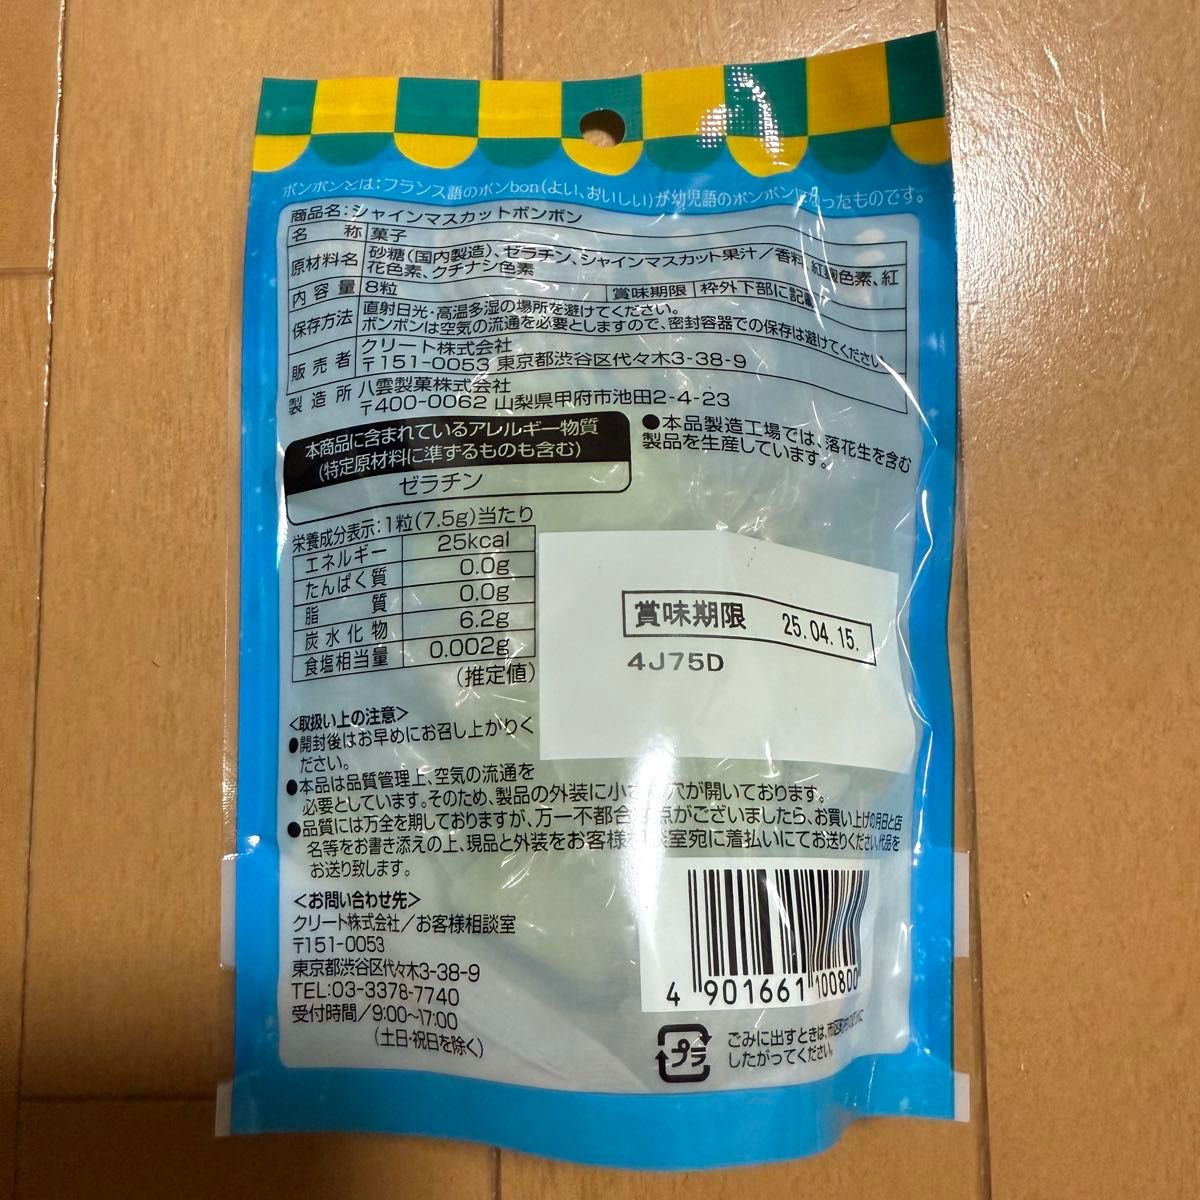 ボンボンとは:フランス語のボンbon(よい、おいしい)が幼児語のボンボンになったものです。
商品名:シャインマスカットボンボン
名称 菓子
原材料名 砂糖(国内製造)、ゼラチン、シャインマスカット果汁/香料、紅麹色素、紅
花色素、クチナシ色素
内容量 8粒 賞味期限 枠外下部に記載
保存方法 直射日光・高温多湿の場所を避けてください。
ボンボンは空気の流通を必要としますので、密封容器での保存は避けてください。
販売者 クリート株式会社
〒151-0053 東京都渋谷区代々木3-38-9
製造所 八雲製菓株式会社
〒400-0062 山梨県甲府市池田2-4-23
本商品に含まれているアレルギー物質
(特定原材料に準ずるものも含む)
ゼラチン
●本品製造工場では、落花生を含む
製品を生産しています。
栄養成分表示:1粒(7.5g)当たり
エネルギー 25kcal
たんぱく質 0.0g
脂質 0.0g
炭水化物 6.2g
食塩相当量 0.002g
(推定値)
賞味期限 25.04.15.
4J75D
<取扱い上の注意>
●開封後はお早めにお召し上がりく
ださい。
●本品は品質管理上、空気の流通を
必要としています。そのため、製品の外装に小さな穴が開いております。
●品質には万全を期しておりますが、万一不都合な点がございましたら、お買い上げの月日と店
名等をお書き添えの上、現品と外装をお客様相談室宛に着払いにてお送りください。代品を
お送り致します。
<お問い合わせ先>
クリート株式会社/お客様相談室
〒151-0053
東京都渋谷区代々木3-38-9
TEL:03-3378-7740
受付時間/9:00~17:00
(土日・祝日を除く)
4 901661 100800
プラ
ごみに出すときは、市区町村の区分に
したがってください。